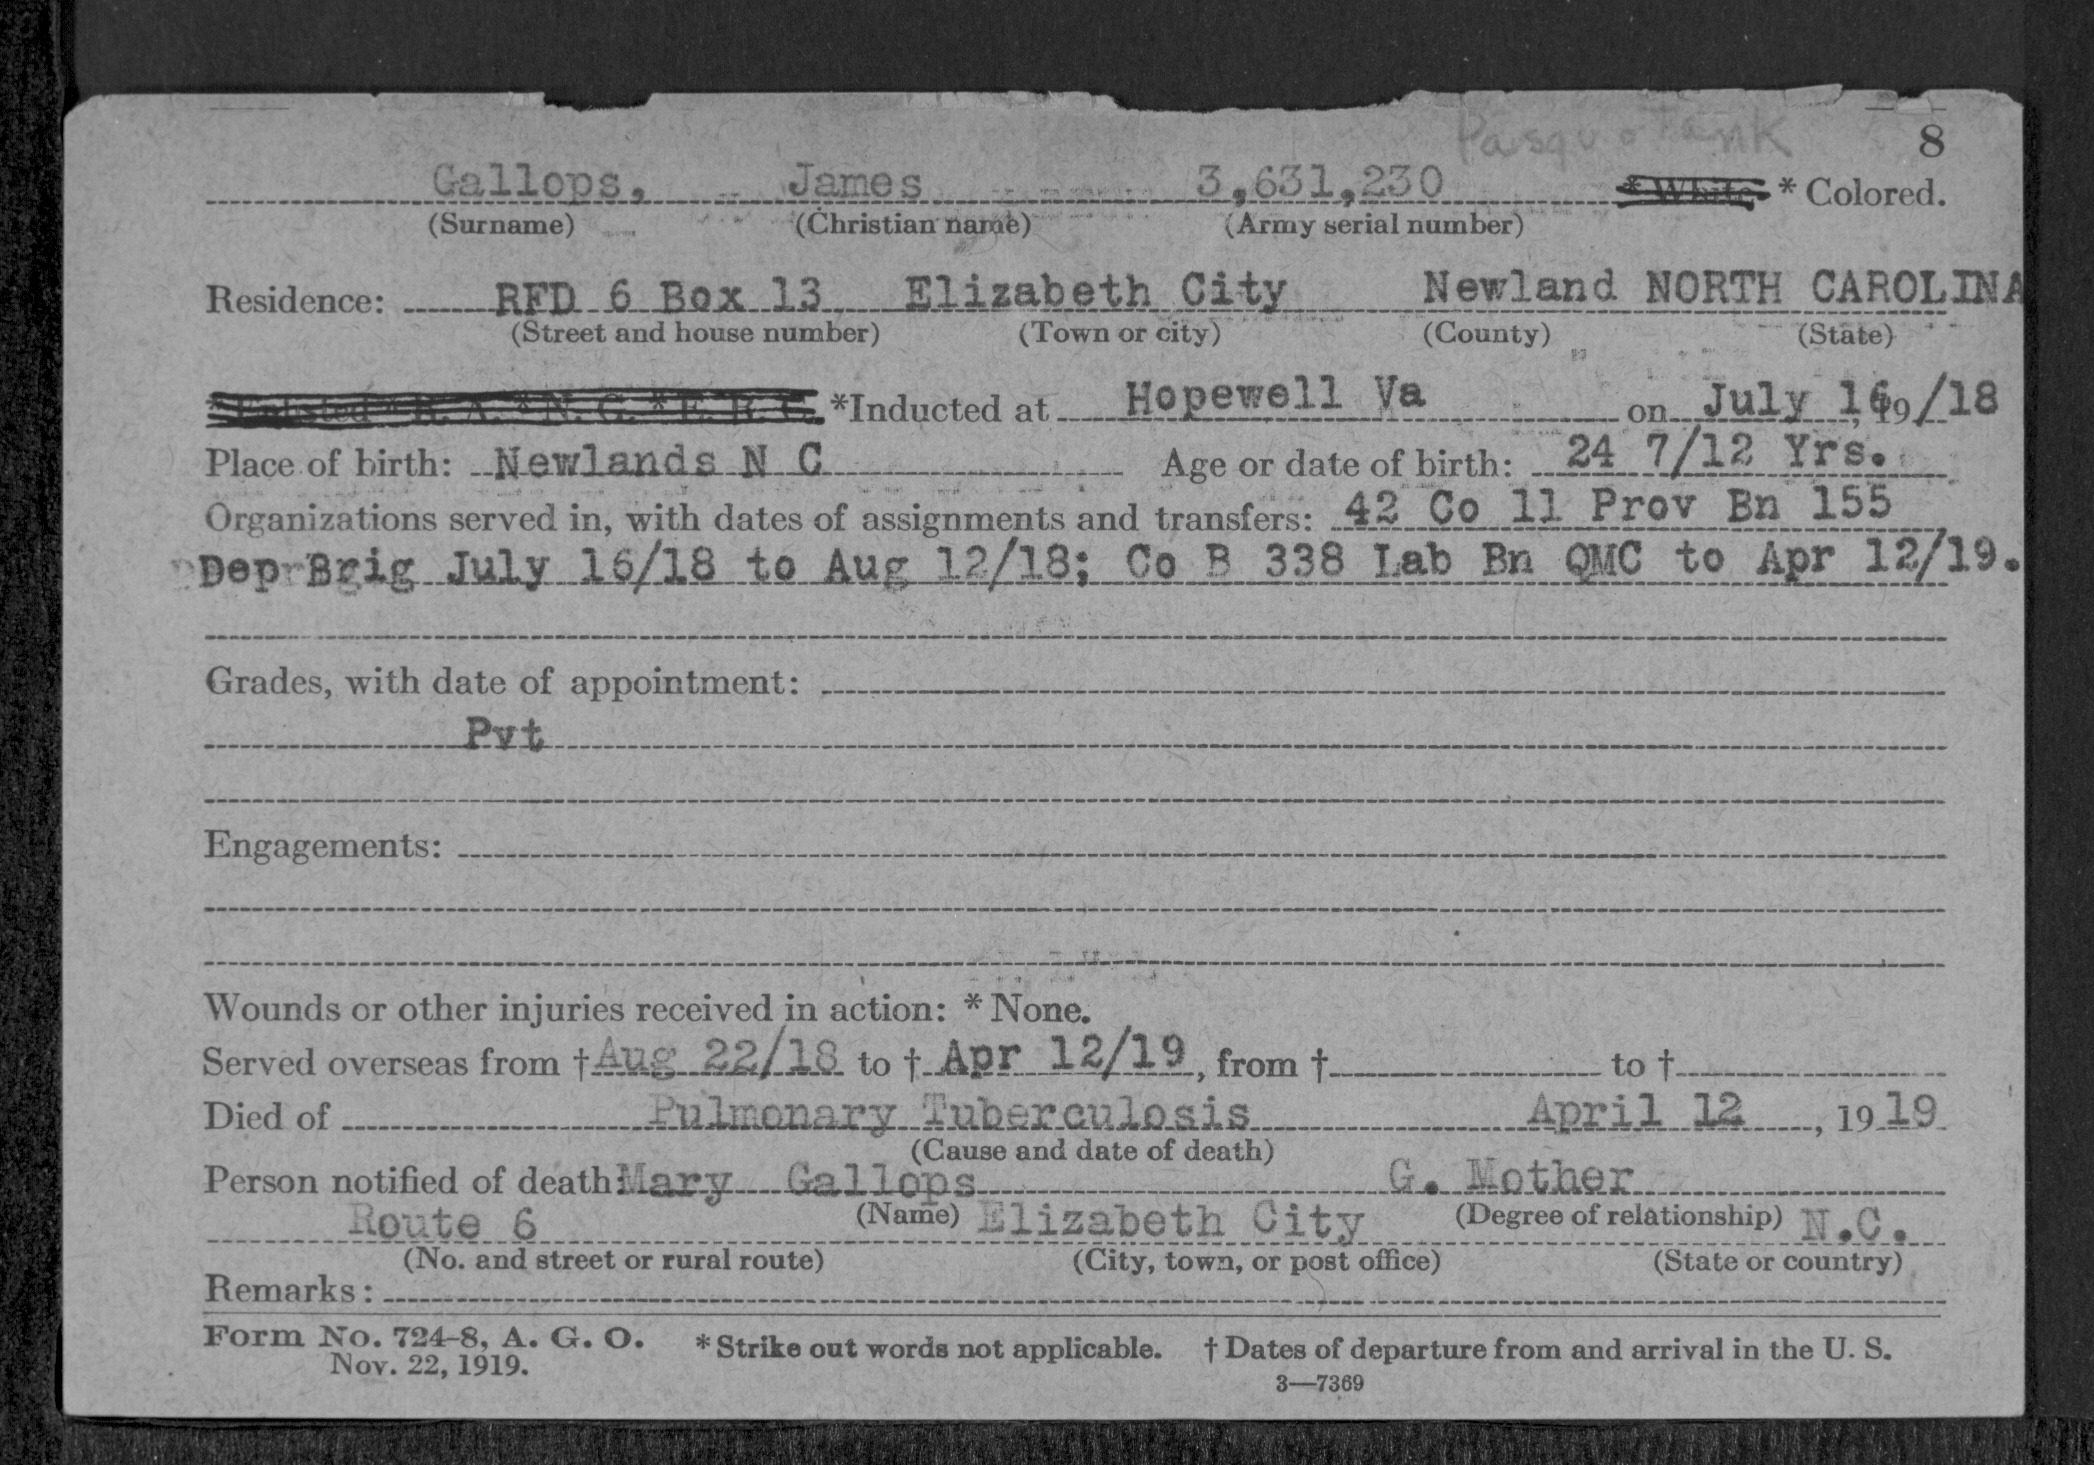 Pasquotank
8
Gallops, James 3,631,230 * White * Colored.
(Surname) (Christian name) (Army serial number)
Residence: RFD 6 Box 13 Elizabeth City Newland NORTH CAROLINA
(Street and house number) (Town or city) (County) (State)
*Enlisted * R. A. * N. G. * E. R. C. *Inducted at Hopewell Va on July 16, 19/18
Place of birth: Newlands N C Age or date of birth: 24 7/12 Yrs.
Organizations served in, with dates of assignments and transfers: 42 Co 11 Prov Bn 155
Dep Brig July 16/18 to Aug 12/18; Co B 338 Lab Bn QMC to Apr 12/19.
Grades, with date of appointment:
Pvt
Engagements:
Wounds or other injuries received in action: * None.
Served overseas from † Aug 22/18 to † Apr 12/19, from † to †
Died of Pulmonary Tuberculosis April 12, 1919
(Cause and date of death)
Person notified of death: Mary Gallops G. Mother
(Name) (Degree of relationship)
Route 6 Elizabeth City N.C.
(No. and street or rural route) (City, town, or post office) (State or country)
Remarks:
Form No. 724-8, A. G. O. * Strike out words not applicable. † Dates of departure from and arrival in the U. S.
Nov. 22, 1919.
3—7369